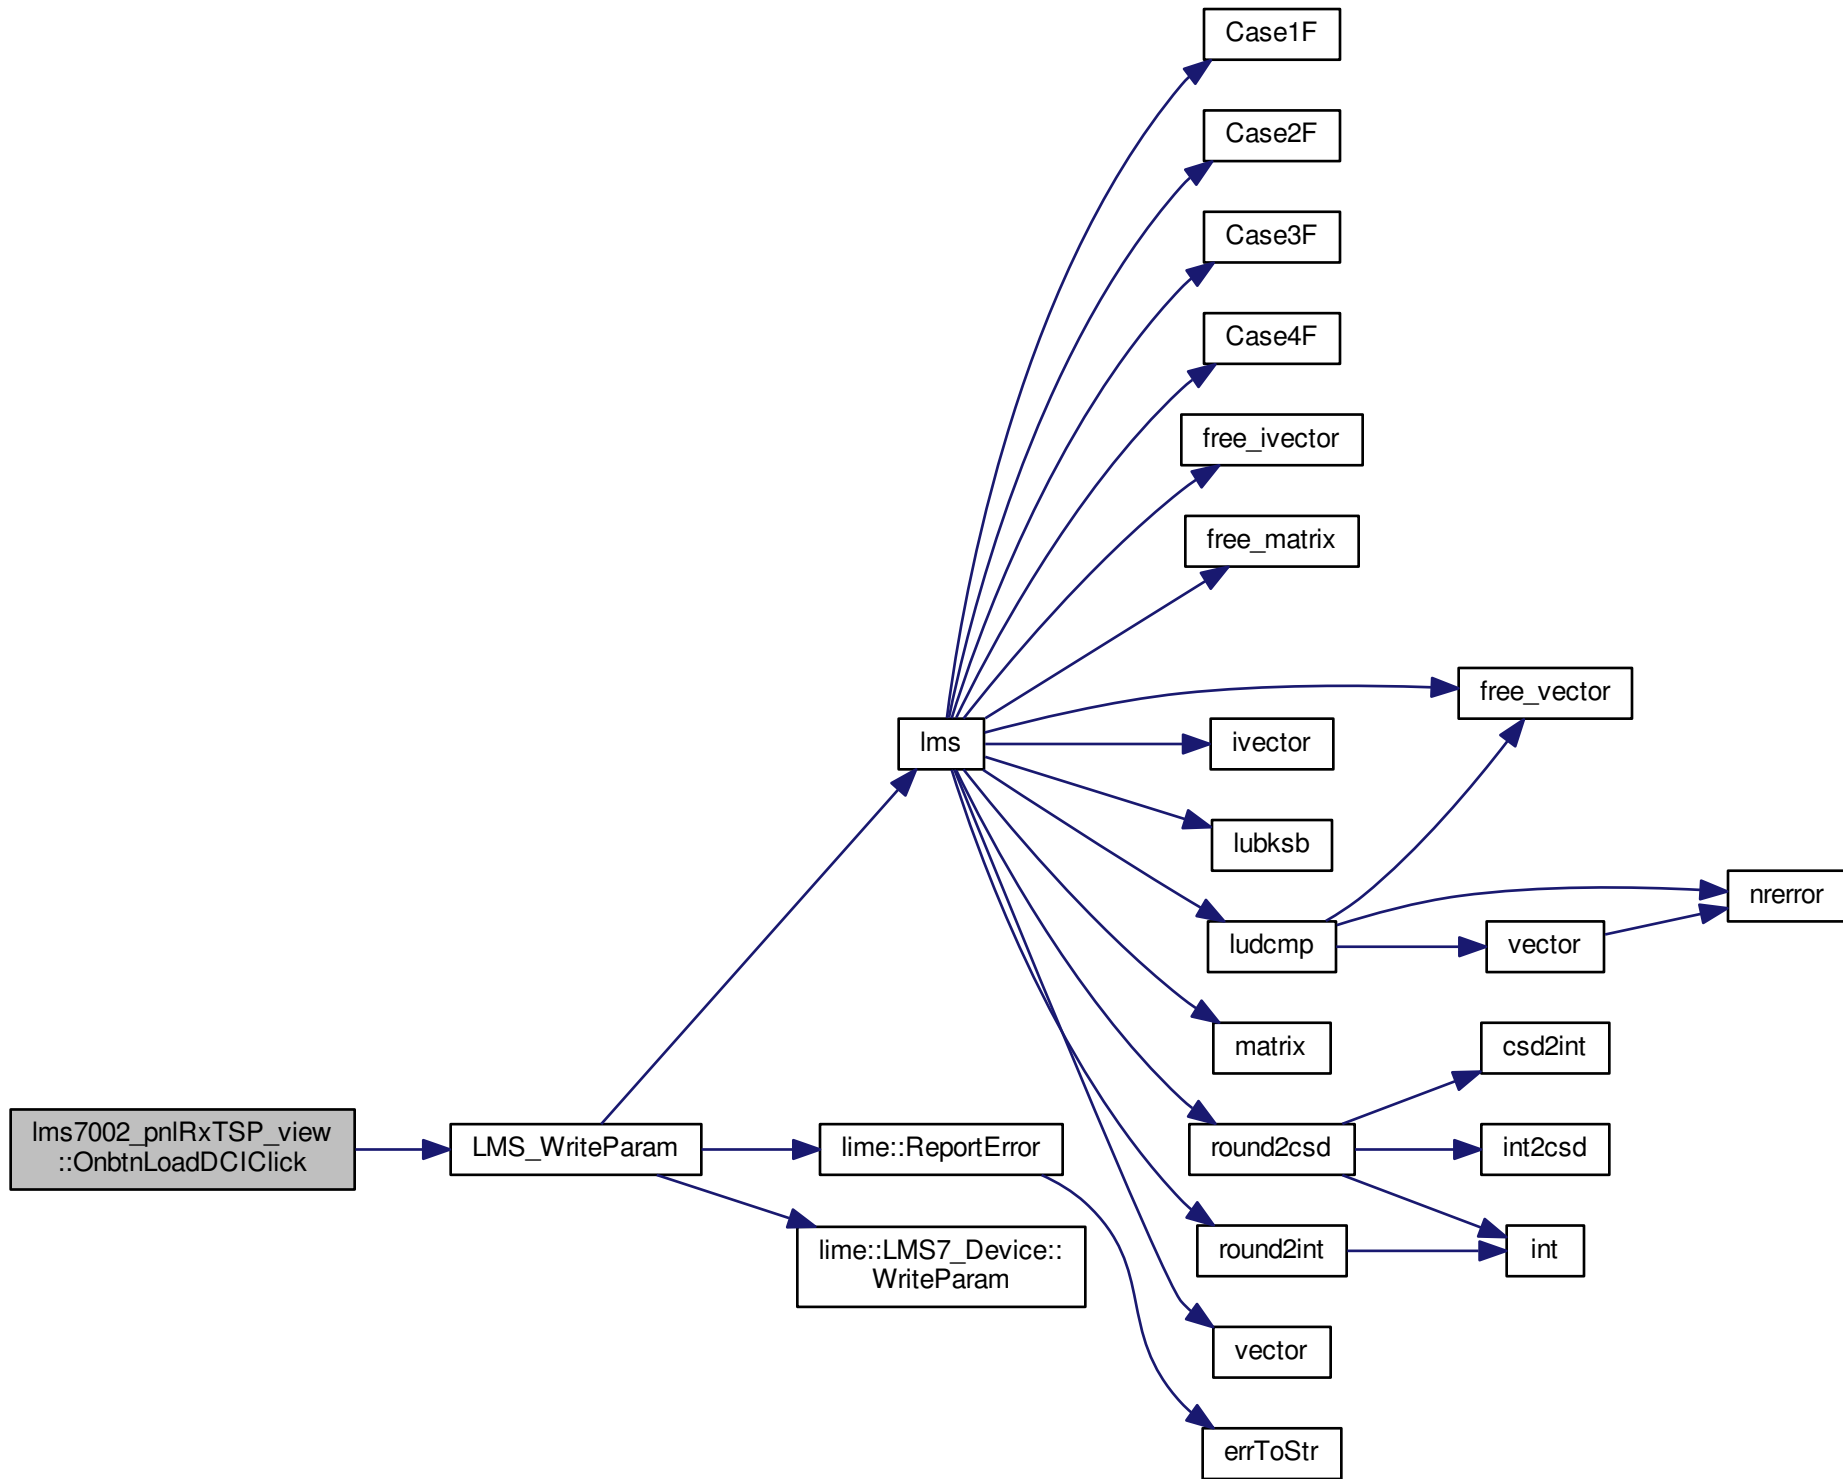 Case1F
Case2F
Case3F
Case4F
free_ivector
free_matrix
free_vector
lms
ivector
lubksb
nrerror
ludcmp
vector
matrix
csd2int
lms7002_pnlRxTSP_view
::OnbtnLoadDCIClick
LMS_WriteParam
lime::ReportError
round2csd
int2csd
lime::LMS7_Device::
WriteParam
round2int
int
vector
errToStr